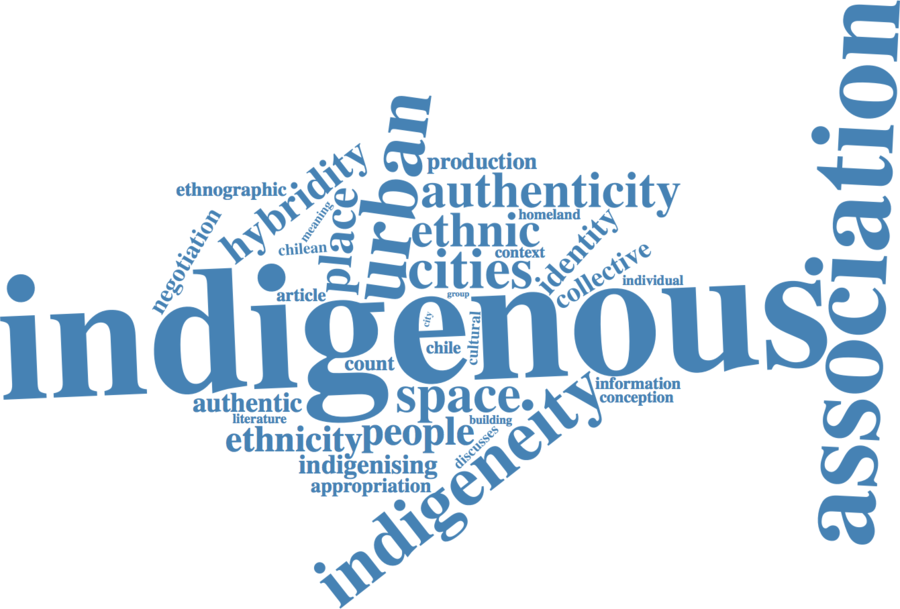 association
urban
production
hybridity
ethnographic
authenticity
place
meaning
homeland
negotiation
ethnic
identity
chilean
context
collective
cities
individual
article
group
indigenous
city
cultural
chile
count
information
space.
conception
authentic
literature
building
people
ethnicity
discusses
indigeneity
indigenising
appropriation